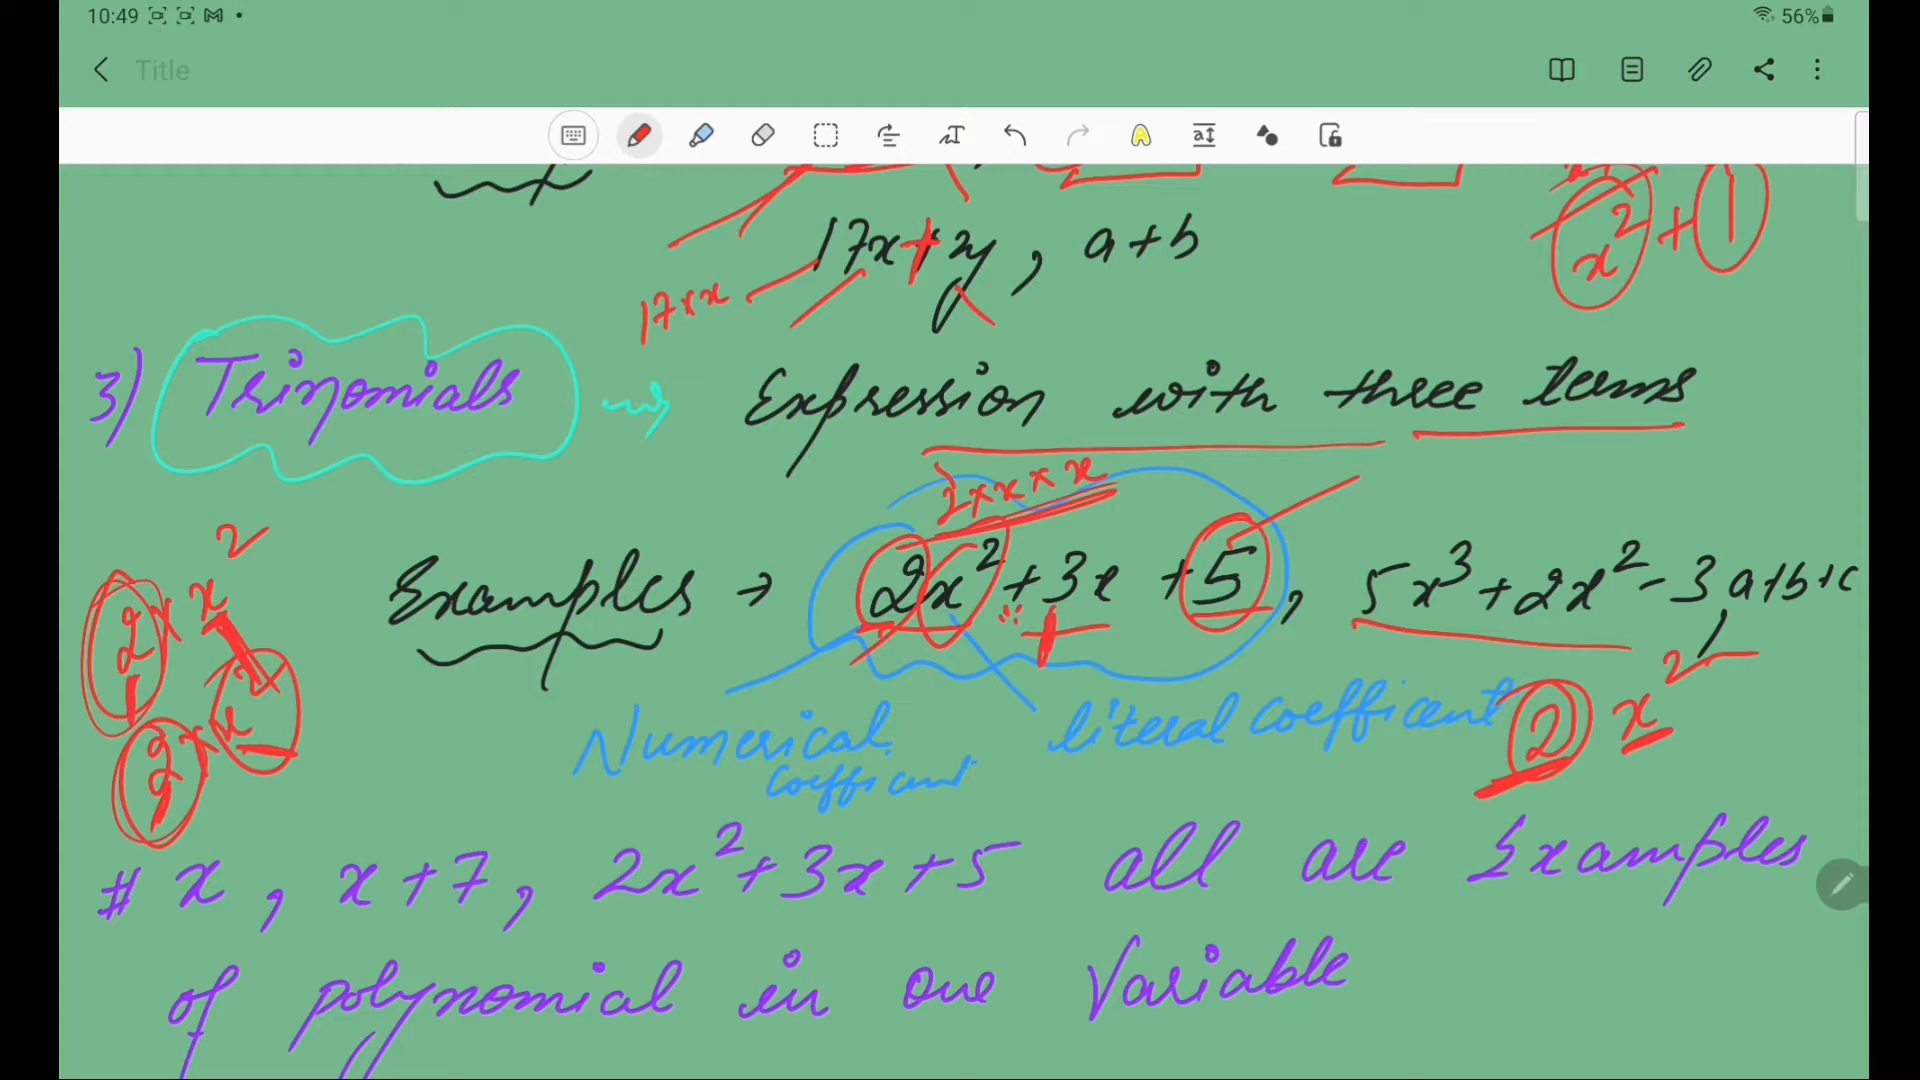 10:49 56%
Title
x² + 1
17x+2y, a+b
17×x
3) Trinomials → Expression with three terms
2×x×x
Examples → 2x²+3x+5, 5x³+2x²-3, a+b+c
2×x²
2×x²
2x²
Numerical coefficient, literal coefficient
# x, x+7, 2x²+3x+5 all are Examples
of polynomial in one Variable